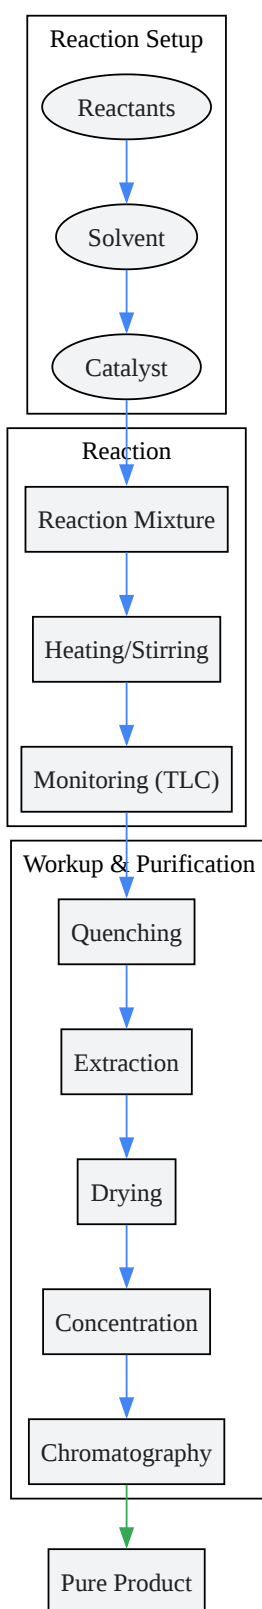 Reaction Setup
Reactants
Solvent
Catalyst
Reaction
Reaction Mixture
Heating/Stirring
Monitoring (TLC)
Workup & Purification
Quenching
Extraction
Drying
Concentration
Chromatography
Pure Product